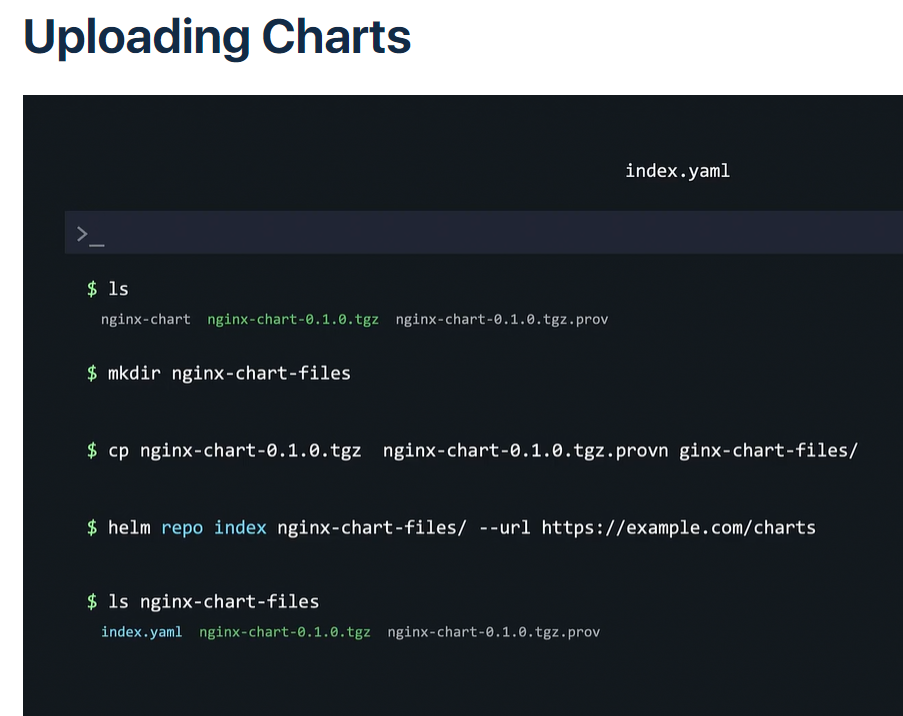 Uploading Charts
index.yaml
>_
$ ls
nginx-chart nginx-chart-0.1.0.tgz nginx-chart-0.1.0.tgz.prov
$ mkdir nginx-chart-files
$ cp nginx-chart-0.1.0.tgz nginx-chart-0.1.0.tgz.provn ginx-chart-files/
$ helm repo index nginx-chart-files/ --url https://example.com/charts
$ ls nginx-chart-files
index.yaml nginx-chart-0.1.0.tgz nginx-chart-0.1.0.tgz.prov